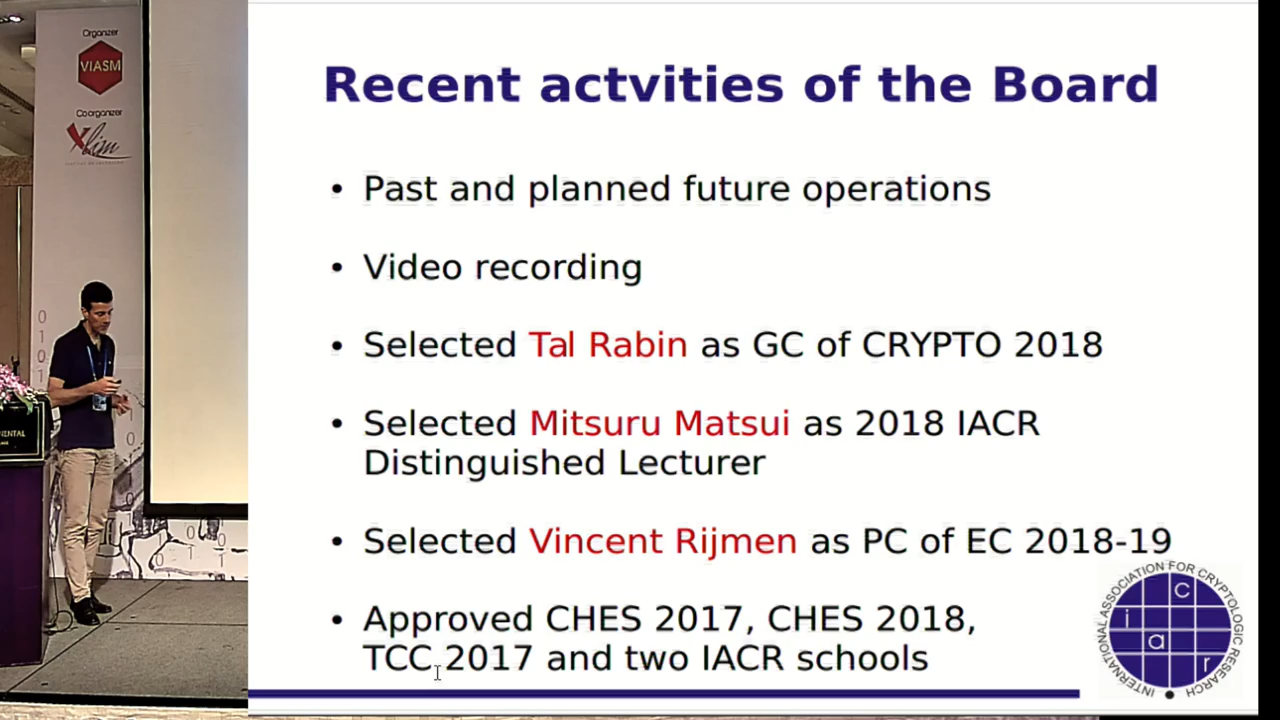 Organizer
VIASM
Coorganizer
Xlim
Recent actvities of the Board
• Past and planned future operations
• Video recording
• Selected Tal Rabin as GC of CRYPTO 2018
• Selected Mitsuru Matsui as 2018 IACR
Distinguished Lecturer
• Selected Vincent Rijmen as PC of EC 2018-19
• Approved CHES 2017, CHES 2018,
TCC 2017 and two IACR schools
INTERNATIONAL ASSOCIATION FOR CRYPTOLOGIC RESEARCH
i a c r